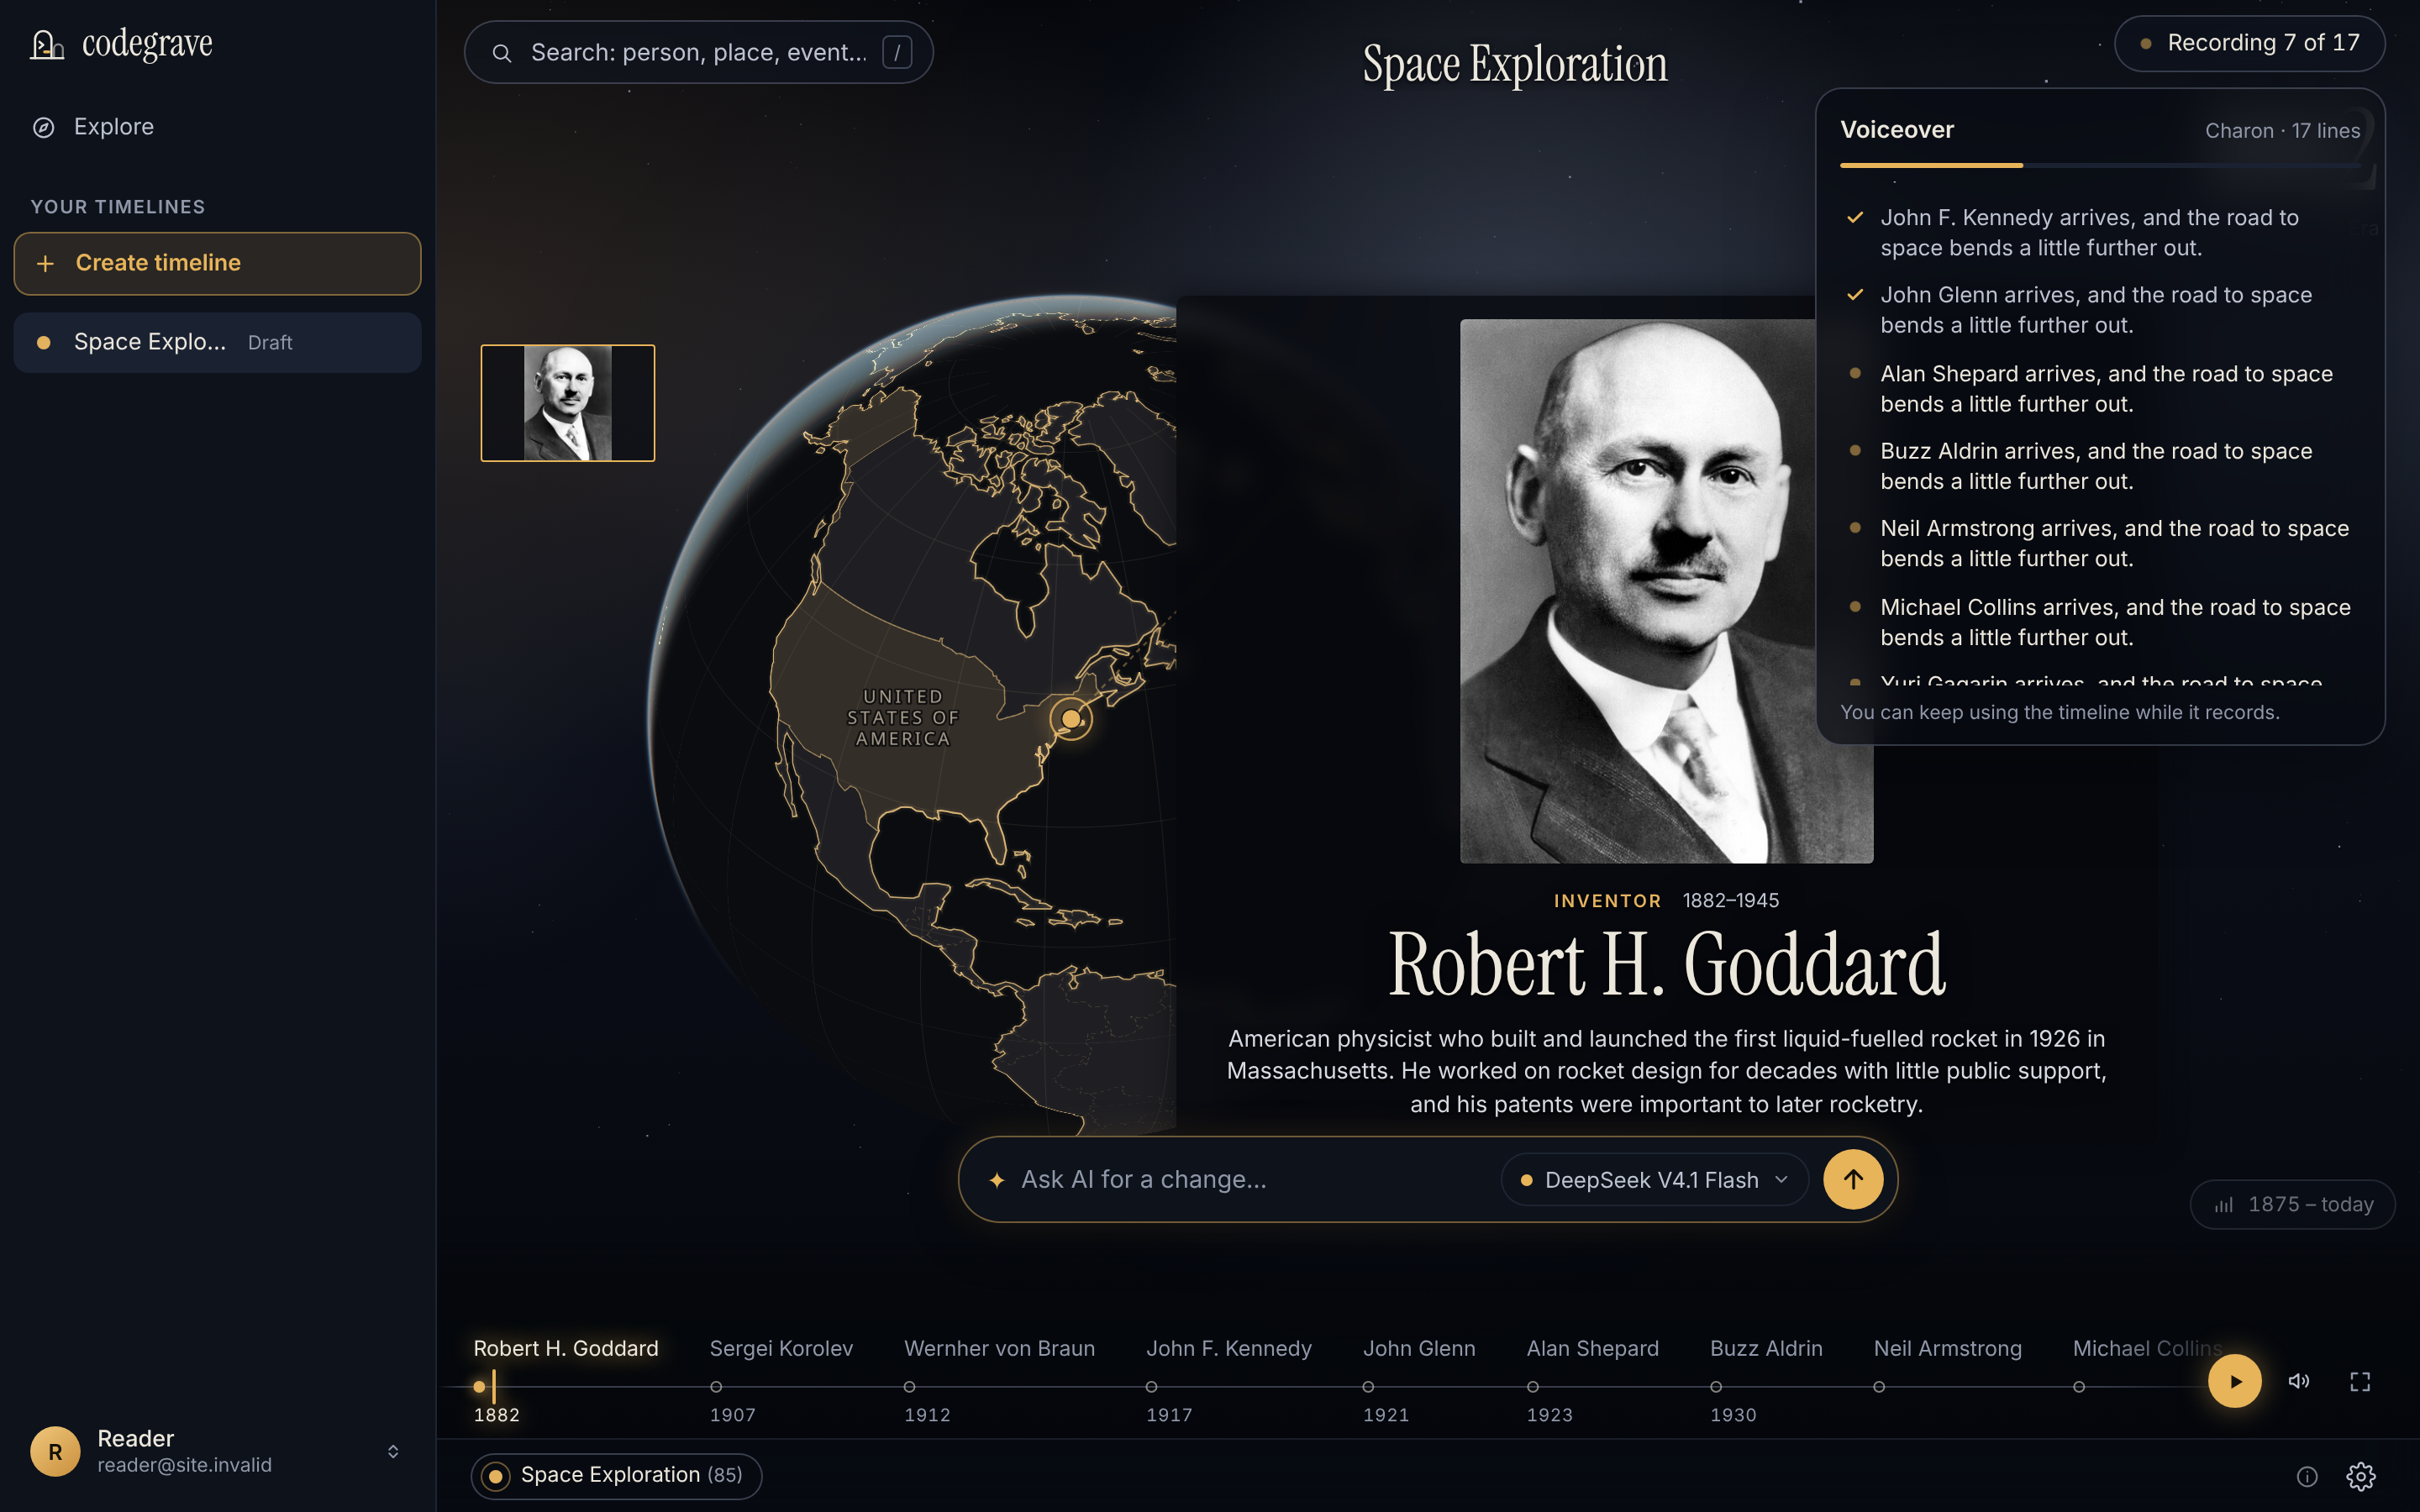 codegrave
Explore
YOUR TIMELINES
Create timeline
Space Explo... Draft
Reader
R
reader@site.invalid
Search: person, place, event... /
Space Exploration
Recording 7 of 17
Voiceover
Charon · 17 lines
John F. Kennedy arrives, and the road to
space bends a little further out.
John Glenn arrives, and the road to space
bends a little further out.
Alan Shepard arrives, and the road to space
bends a little further out.
Buzz Aldrin arrives, and the road to space
bends a little further out.
Neil Armstrong arrives, and the road to space
bends a little further out.
Michael Collins arrives, and the road to space
bends a little further out.
Yuri Gagarin arrives, and the road to space
You can keep using the timeline while it records.
UNITED
STATES OF
AMERICA
INVENTOR 1882–1945
Robert H. Goddard
American physicist who built and launched the first liquid-fuelled rocket in 1926 in
Massachusetts. He worked on rocket design for decades with little public support,
and his patents were important to later rocketry.
Ask AI for a change...
DeepSeek V4.1 Flash
1875 – today
Robert H. Goddard
Sergei Korolev
Wernher von Braun
John F. Kennedy
John Glenn
Alan Shepard
Buzz Aldrin
Neil Armstrong
Michael Collins
1882
1907
1912
1917
1921
1923
1930
Space Exploration (85)